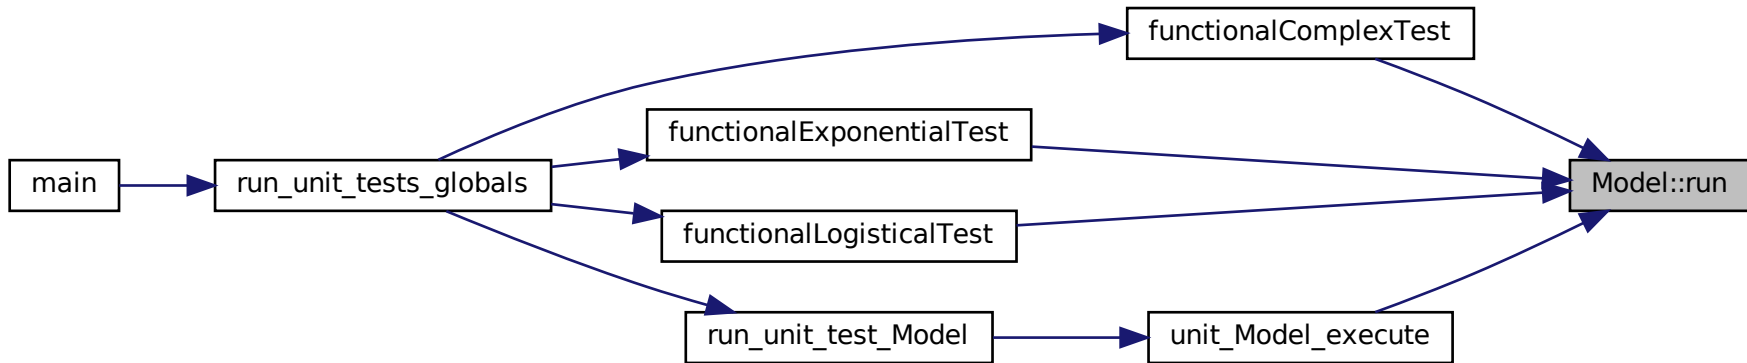 functionalComplexTest
functionalExponentialTest
main
run_unit_tests_globals
Model::run
functionalLogisticalTest
run_unit_test_Model
unit_Model_execute